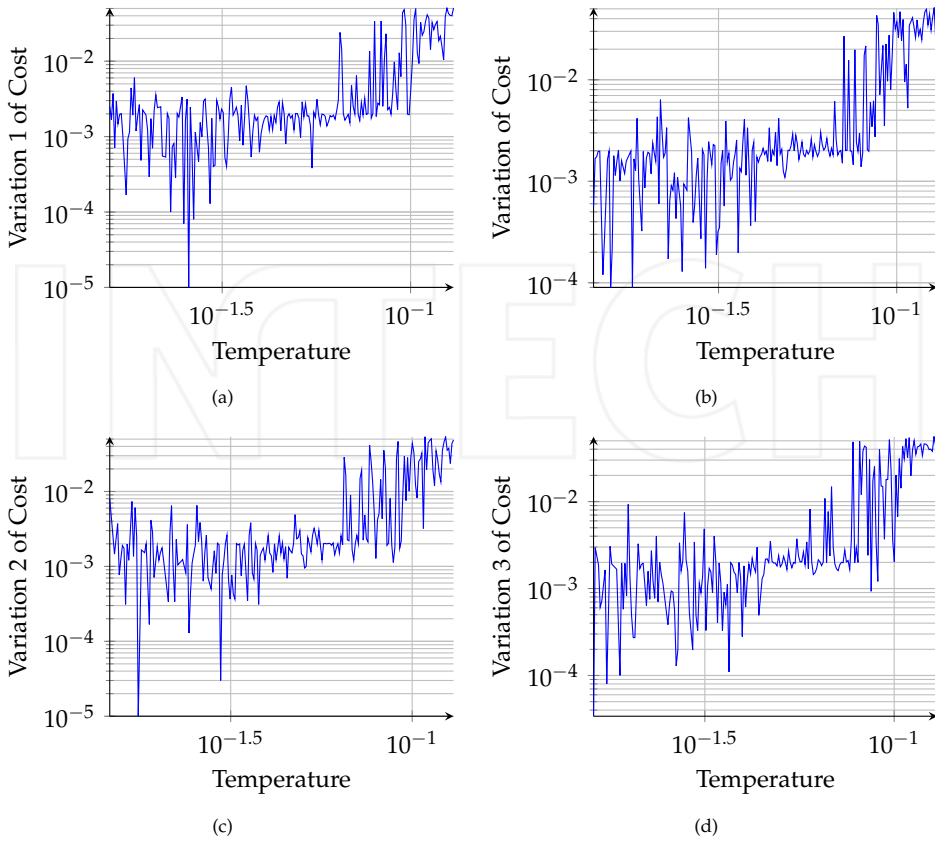 Variation 1 of Cost
10^−2
10^−3
10^−4
10^−5
10^−1.5
10^−1
Temperature
(a)
Variation of Cost
10^−2
10^−3
10^−4
10^−1.5
10^−1
Temperature
(b)
Variation 2 of Cost
10^−2
10^−3
10^−4
10^−5
10^−1.5
10^−1
Temperature
(c)
Variation 3 of Cost
10^−2
10^−3
10^−4
10^−1.5
10^−1
Temperature
(d)
INTECH